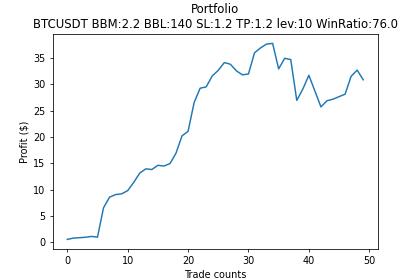 Portfolio
BTCUSDT BBM:2.2 BBL:140 SL:1.2 TP:1.2 lev:10 WinRatio:76.0
35
30
25
20
15
10
5
0
Profit ($)
0 10 20 30 40 50
Trade counts